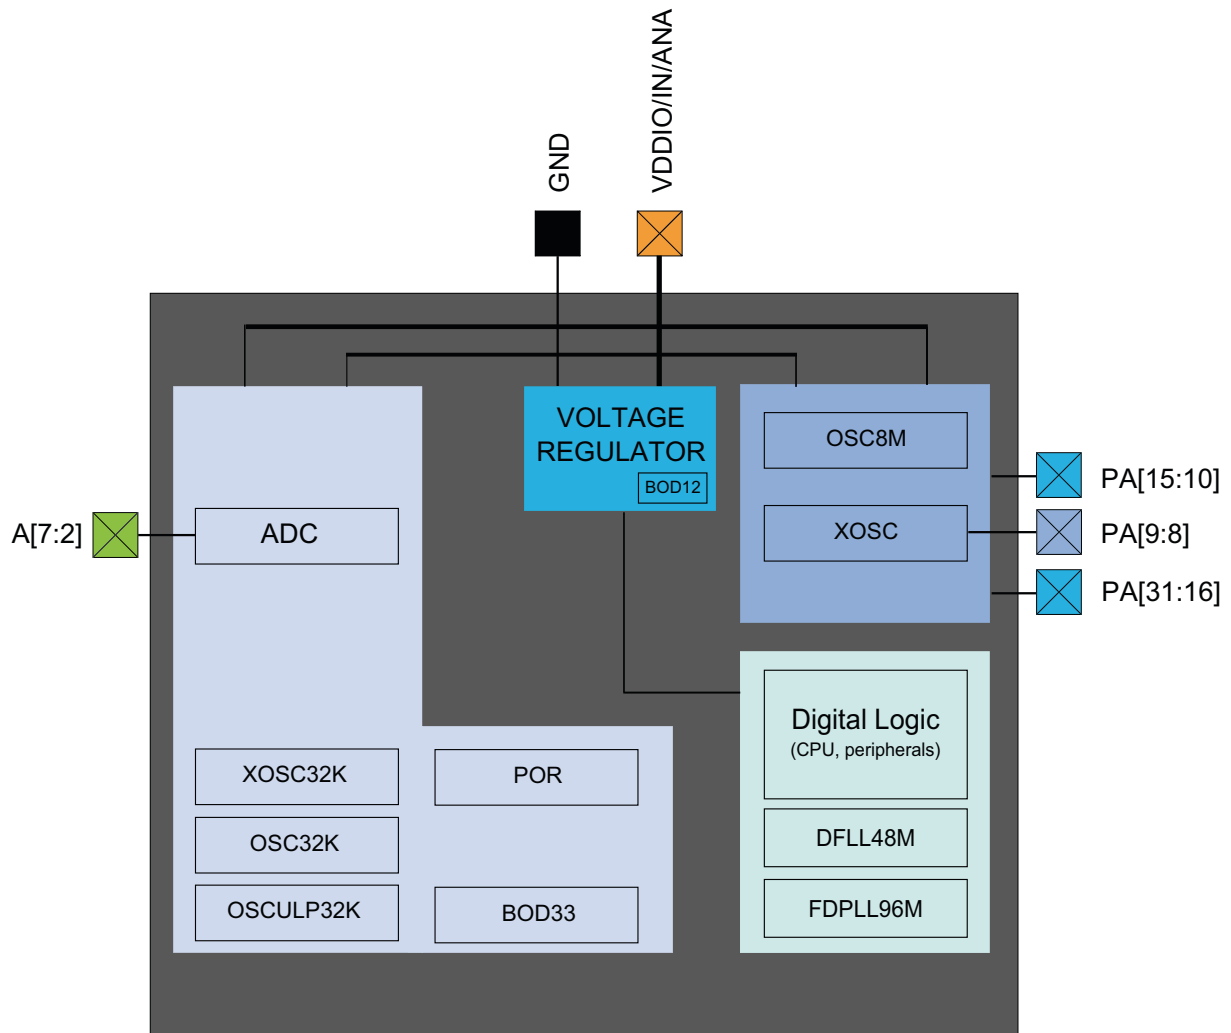 GND
VDDIO/IN/ANA
VOLTAGE
REGULATOR
BOD12
OSC8M
XOSC
PA[15:10]
PA[9:8]
PA[31:16]
A[7:2]
ADC
Digital Logic
(CPU, peripherals)
XOSC32K
POR
OSC32K
DFLL48M
OSCULP32K
BOD33
FDPLL96M